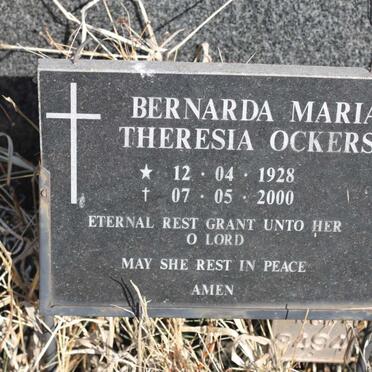 BERNARDA MARIA
THERESIA OCKERS
★ 12 · 04 · 1928
† 07 · 05 · 2000
ETERNAL REST GRANT UNTO HER
O LORD
MAY SHE REST IN PEACE
AMEN